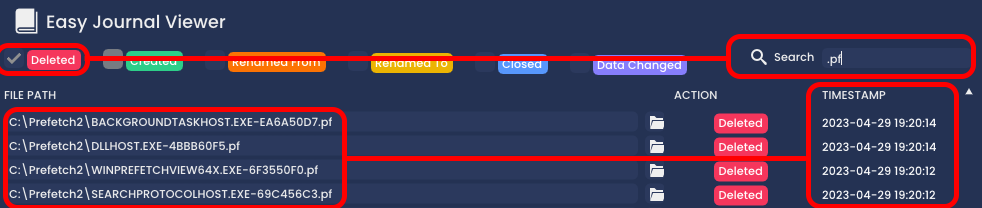 Easy Journal Viewer
Deleted Created Renamed From Renamed To Closed Data Changed Search .pf
FILE PATH ACTION TIMESTAMP
C:\Prefetch2\BACKGROUNDTASKHOST.EXE-EA6A50D7.pf Deleted 2023-04-29 19:20:14
C:\Prefetch2\DLLHOST.EXE-4BBB60F5.pf Deleted 2023-04-29 19:20:14
C:\Prefetch2\WINPREFETCHVIEW64X.EXE-6F3550F0.pf Deleted 2023-04-29 19:20:12
C:\Prefetch2\SEARCHPROTOCOLHOST.EXE-69C456C3.pf Deleted 2023-04-29 19:20:12